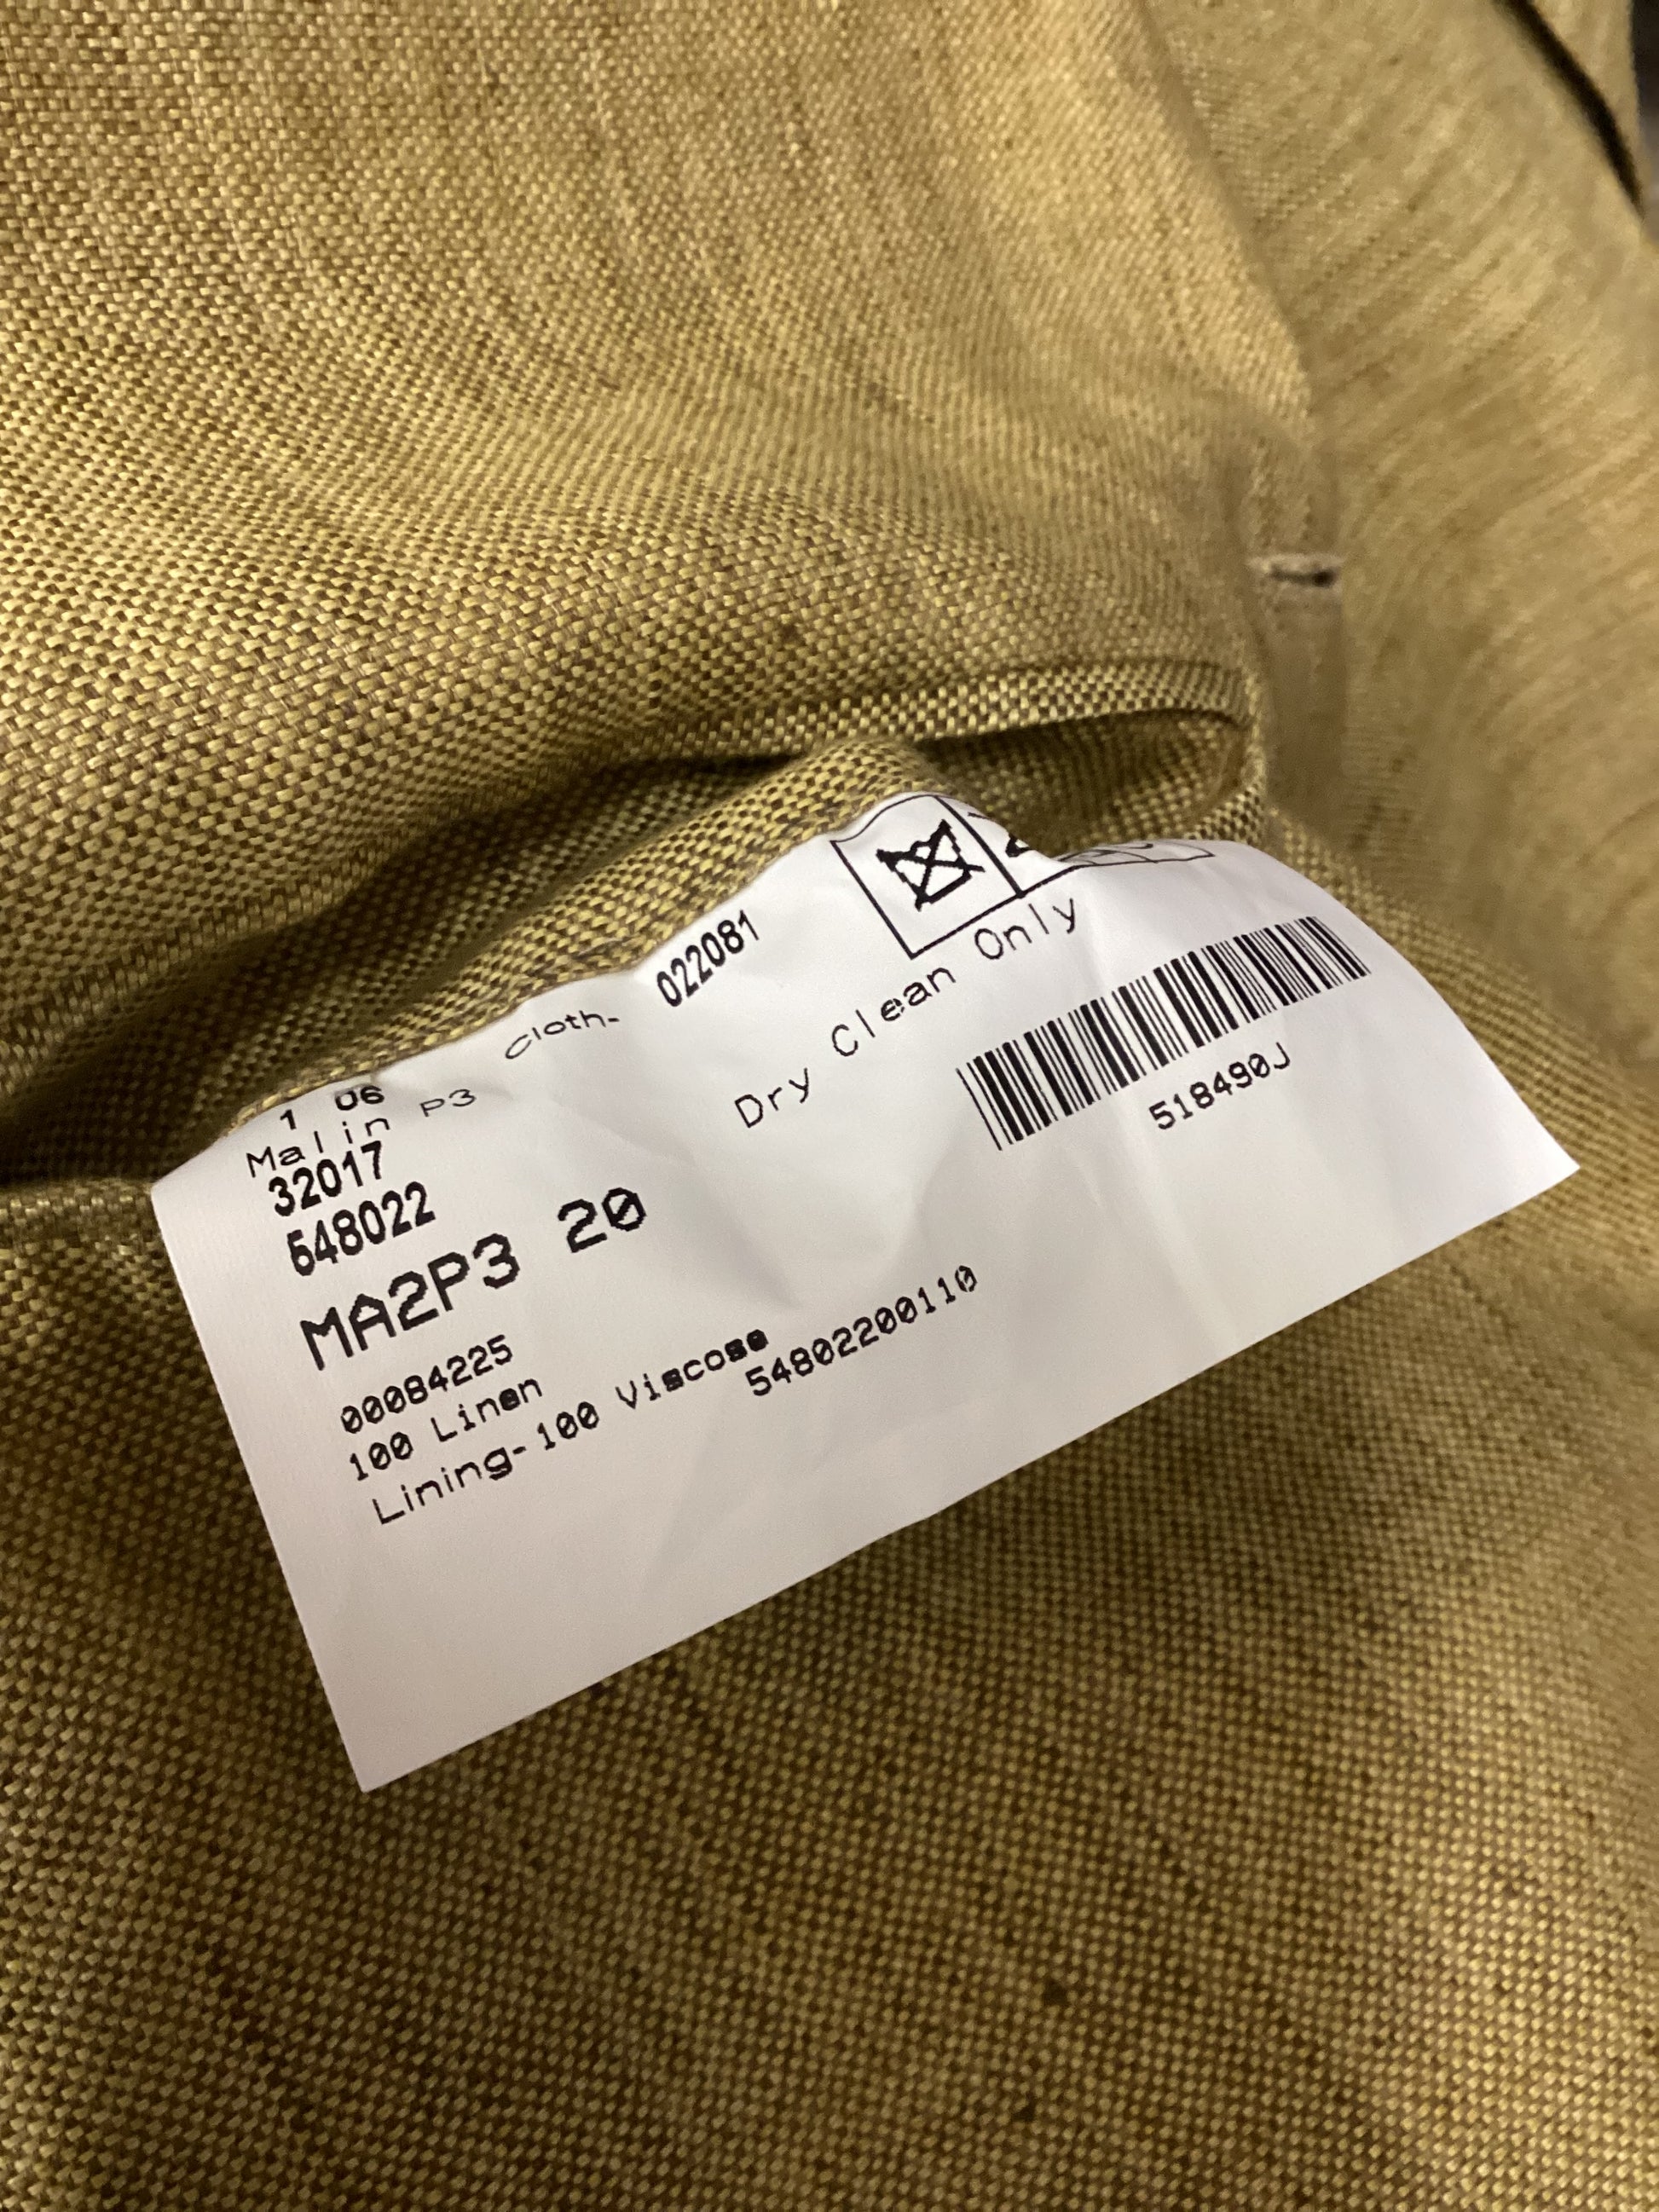 1 06
Malin P3 Cloth- 022081
32017
548022
MA2P3 20
00084225
100 Linen
Lining-100 Viscose
54802200110
Dry Clean Only
518490J